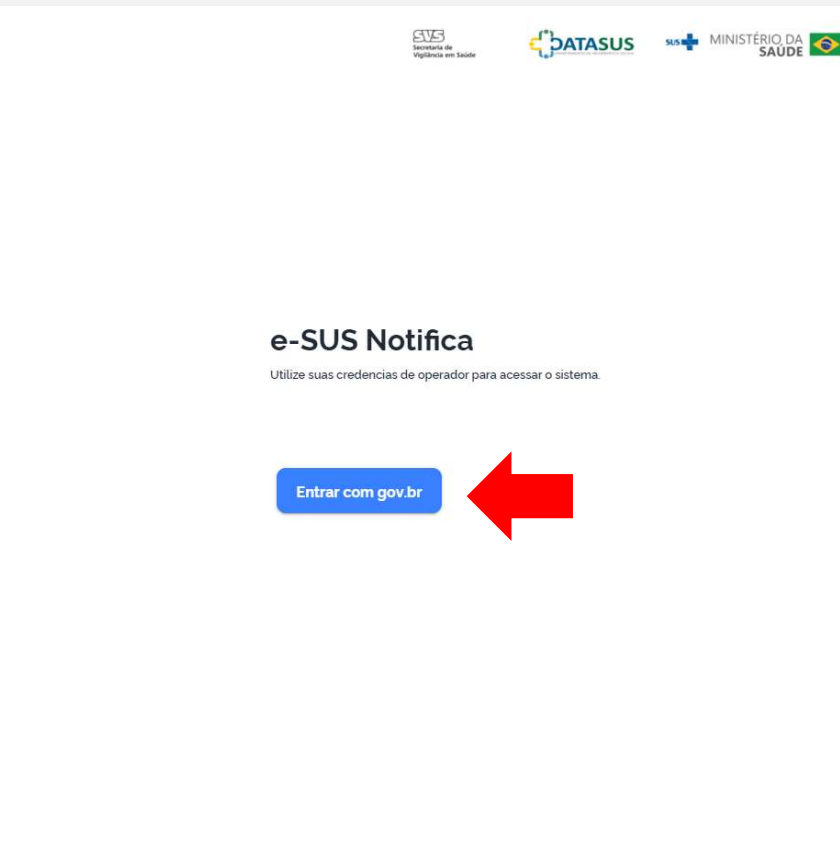 SVS
Secretaria de
Vigilância em Saúde
DATASUS
SUS
MINISTÉRIO DA
SAÚDE
e-SUS Notifica
Utilize suas credencias de operador para acessar o sistema.
Entrar com gov.br